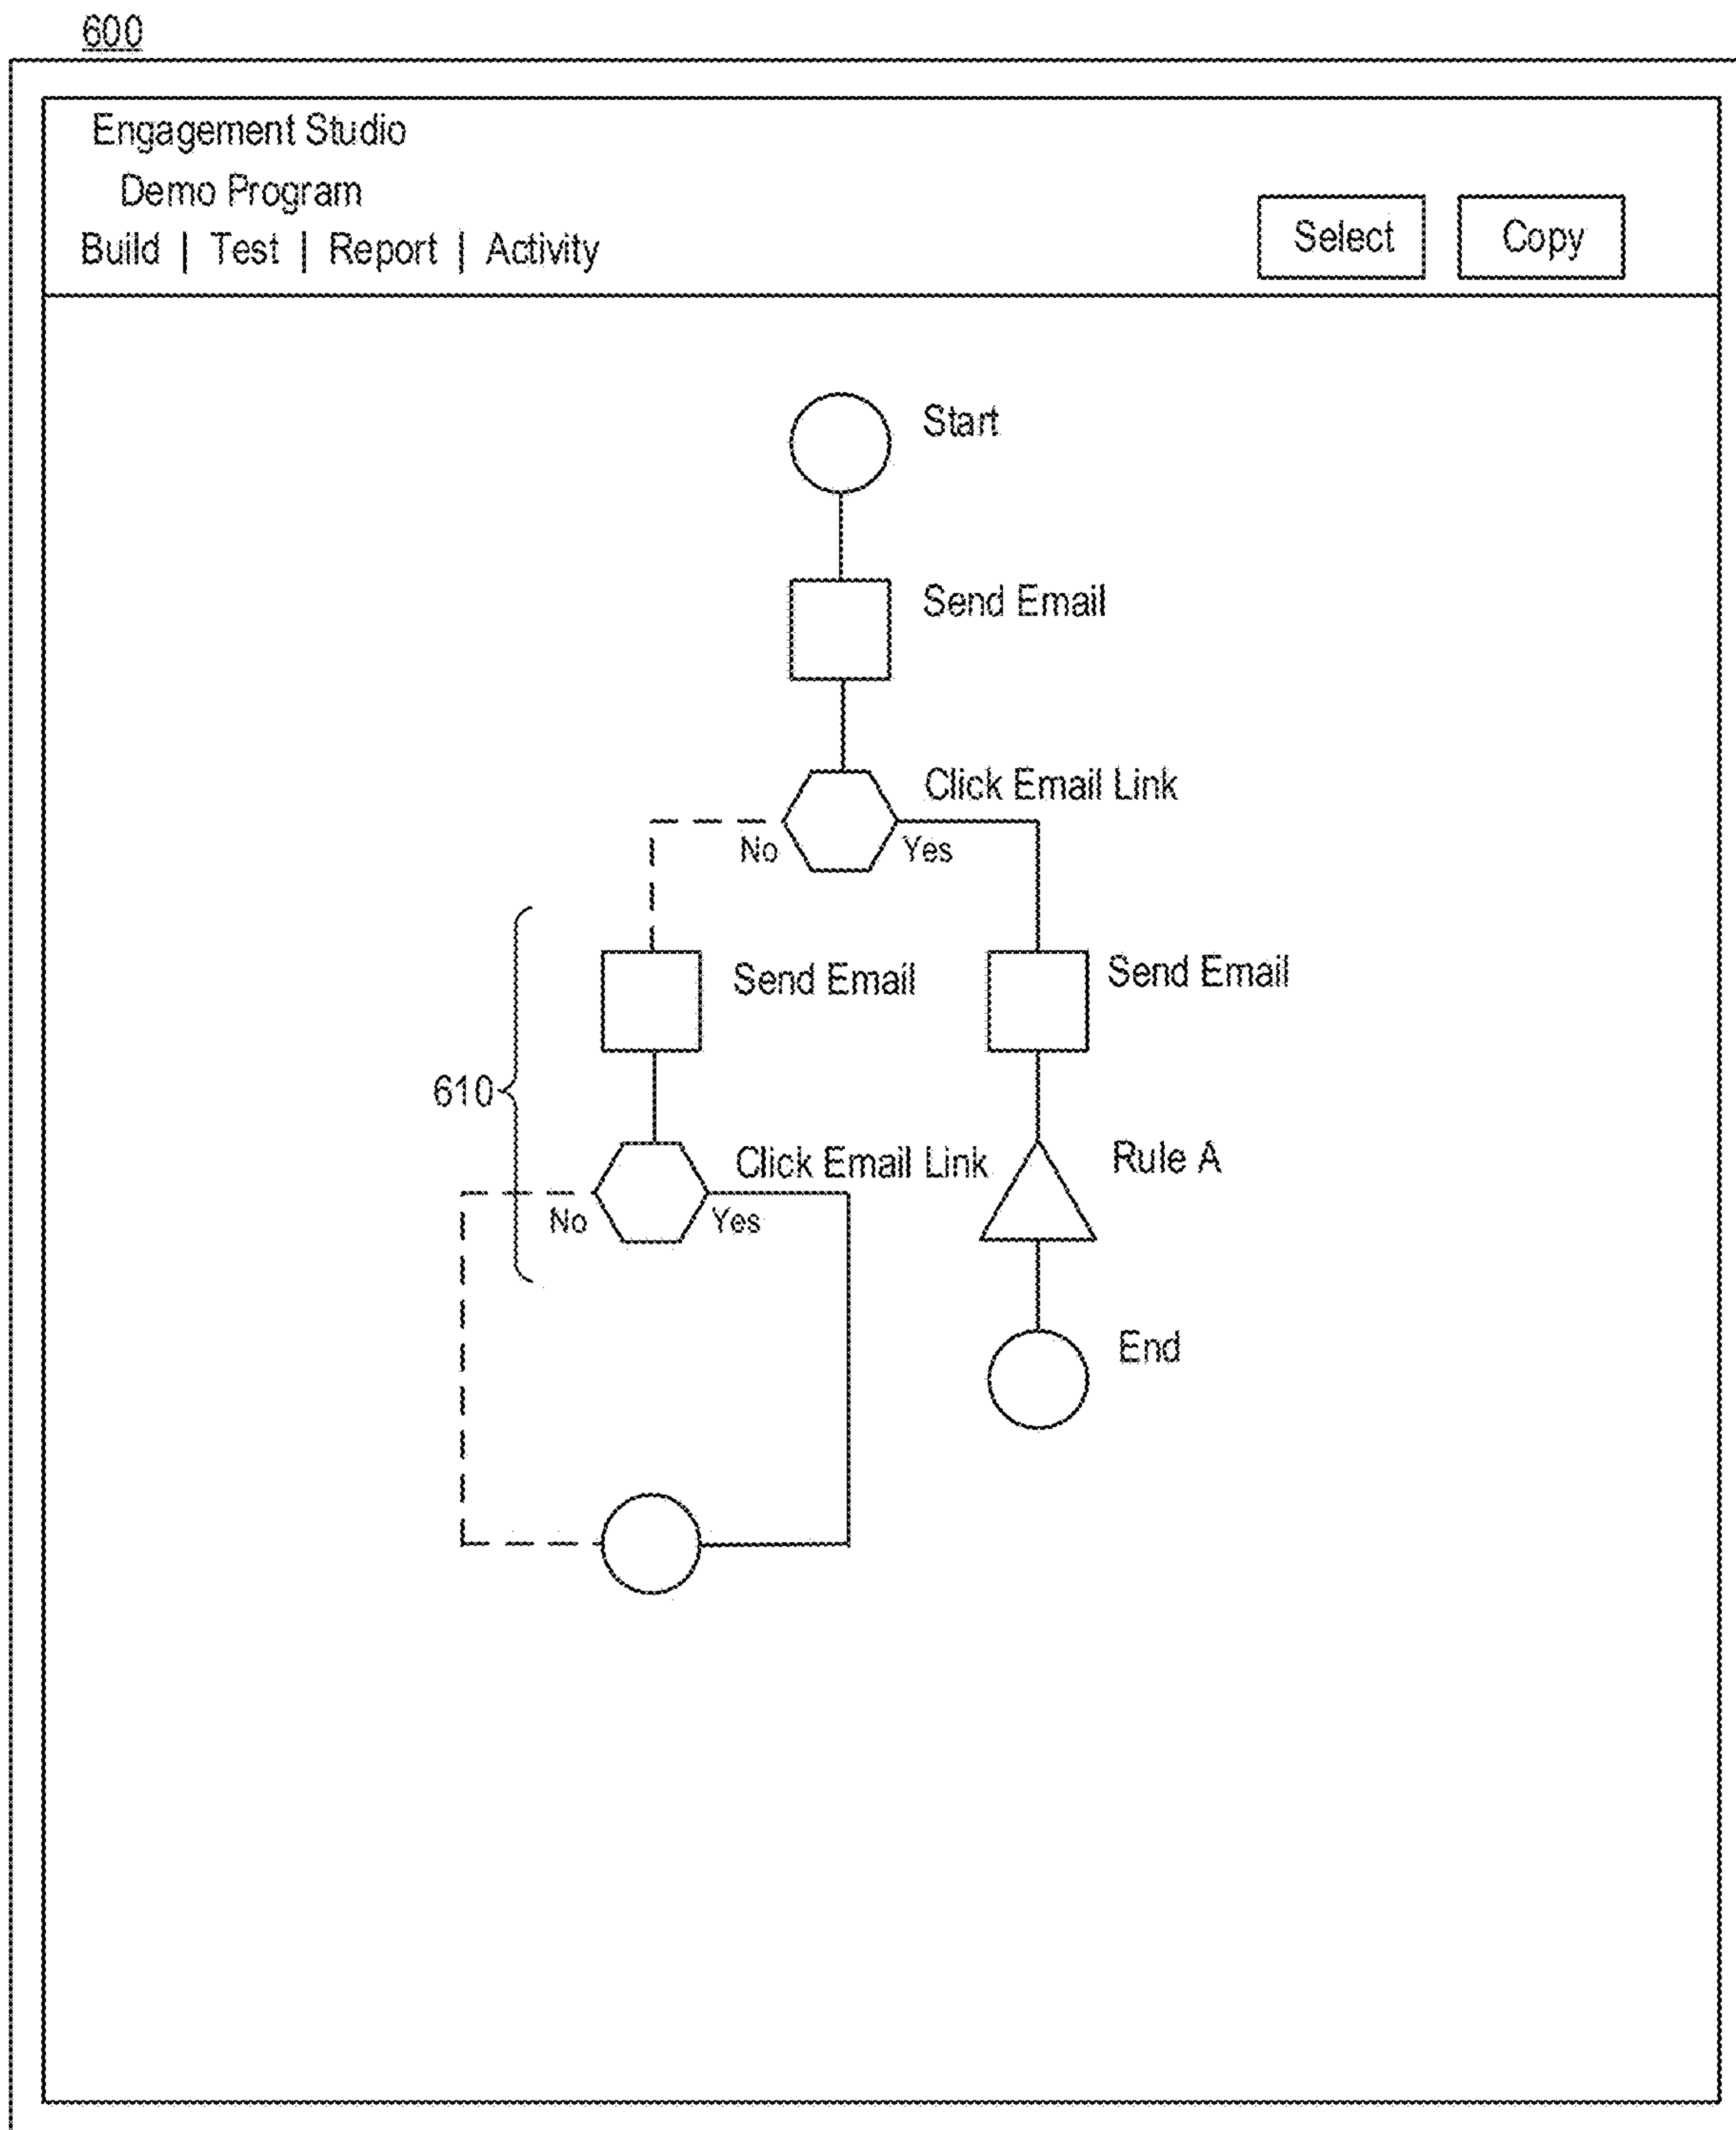 600
Engagement Studio
Demo Program
Build | Test | Report | Activity
Select
Copy
Start
Send Email
Click Email Link
No
Yes
Send Email
Send Email
610
Click Email Link
Rule A
No
Yes
End